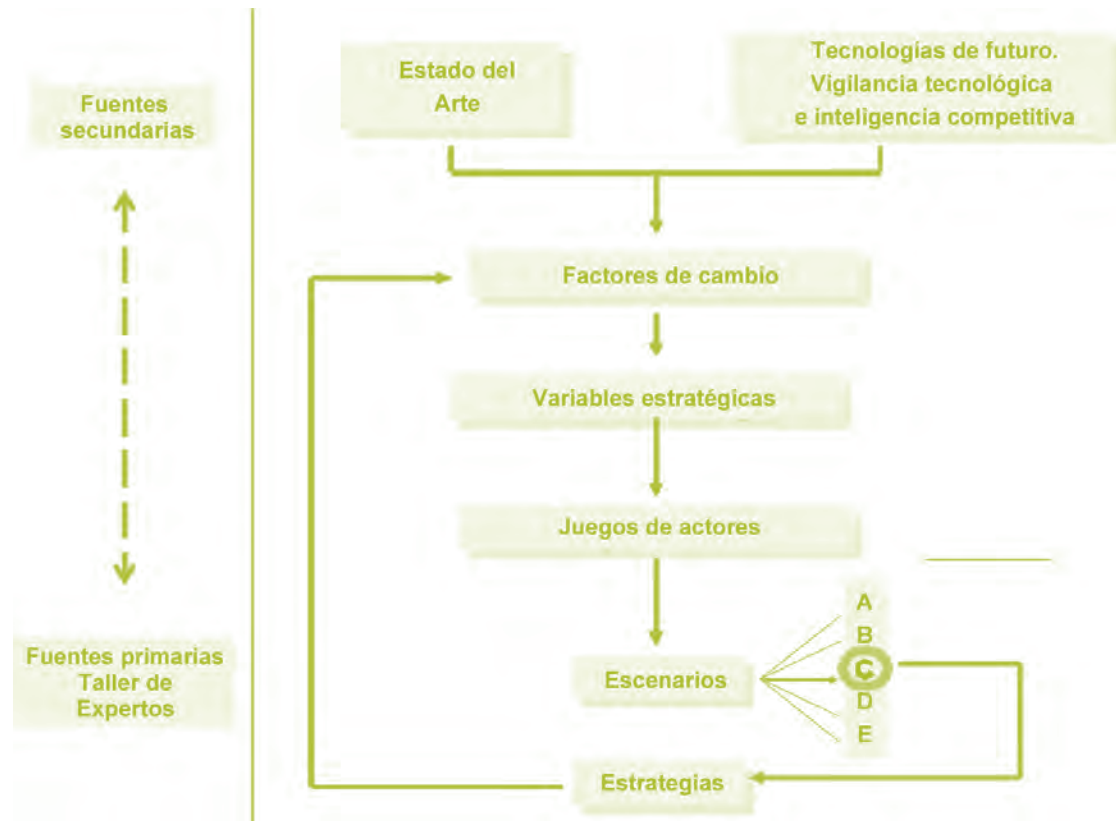 Fuentes
secundarias
Fuentes primarias
Taller de
Expertos
Estado del
Arte
Tecnologias de futuro.
Vigilancia tecnológica
e inteligencia competitiva
Factores de cambio
Variables estratégicas
Juegos de actores
Escenarios
A
B
C
D
E
Estrategias